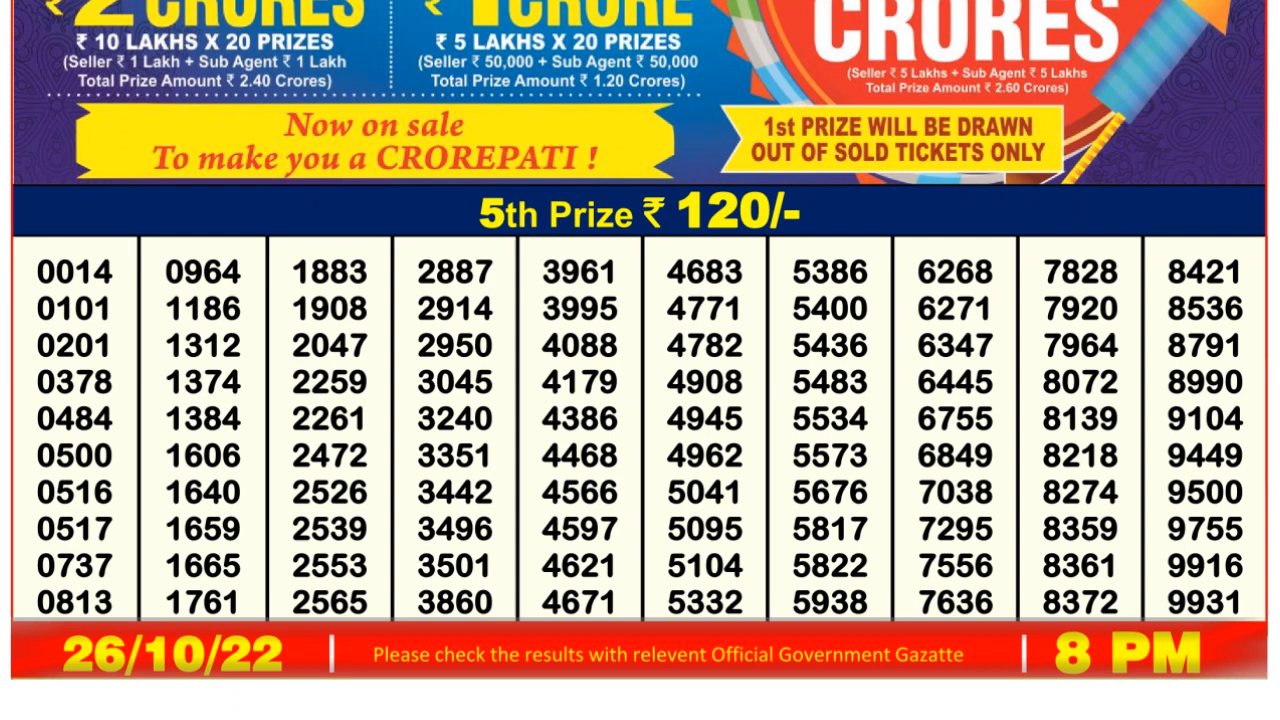 ₹ 2 CRORES
₹ 10 LAKHS X 20 PRIZES
(Seller ₹ 1 Lakh + Sub Agent ₹ 1 Lakh
Total Prize Amount ₹ 2.40 Crores)
₹ 1 CRORE
₹ 5 LAKHS X 20 PRIZES
(Seller ₹ 50,000 + Sub Agent ₹ 50,000
Total Prize Amount ₹ 1.20 Crores)
CRORES
(Seller ₹ 5 Lakhs + Sub Agent ₹ 5 Lakhs
Total Prize Amount ₹ 2.60 Crores)
Now on sale
To make you a CROREPATI !
1st PRIZE WILL BE DRAWN
OUT OF SOLD TICKETS ONLY
5th Prize ₹ 120/-
0014 0964 1883 2887 3961 4683 5386 6268 7828 8421
0101 1186 1908 2914 3995 4771 5400 6271 7920 8536
0201 1312 2047 2950 4088 4782 5436 6347 7964 8791
0378 1374 2259 3045 4179 4908 5483 6445 8072 8990
0484 1384 2261 3240 4386 4945 5534 6755 8139 9104
0500 1606 2472 3351 4468 4962 5573 6849 8218 9449
0516 1640 2526 3442 4566 5041 5676 7038 8274 9500
0517 1659 2539 3496 4597 5095 5817 7295 8359 9755
0737 1665 2553 3501 4621 5104 5822 7556 8361 9916
0813 1761 2565 3860 4671 5332 5938 7636 8372 9931
26/10/22
Please check the results with relevent Official Government Gazatte
8 PM